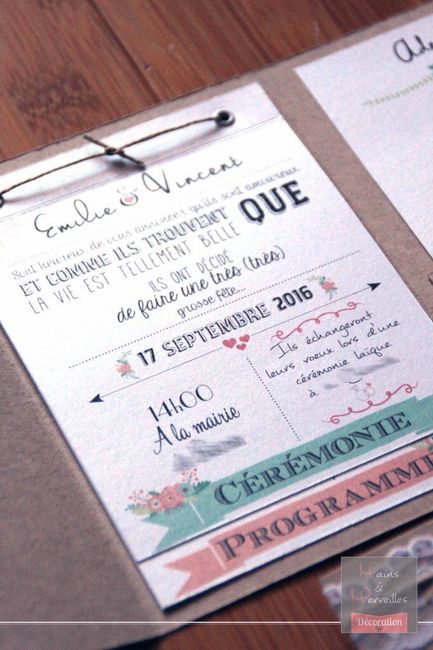 Emilie & Vincent
Sont heureux de vous annoncer qu'ils sont amoureux
ET COMME ILS TROUVENT QUE
LA VIE EST TELLEMENT BELLE
ILS ONT DÉCIDÉ
de faire une très (très)
grosse fête...
17 SEPTEMBRE 2016
14h00
A la mairie
Ils échangeront
leurs voeux lors d'une
cérémonie laïque
à
CÉRÉMONIE
PROGRAMME
Mains
&
Merveilles
Décoration